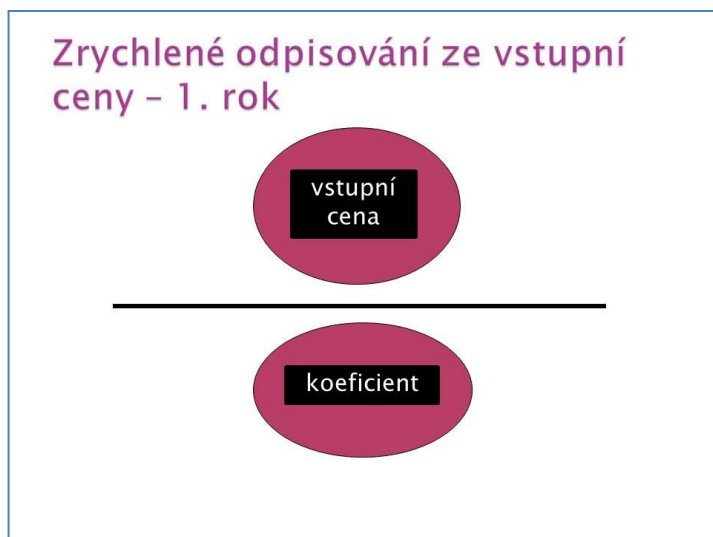 Zrychlené odpisování ze vstupní
ceny – 1. rok
vstupní
cena
koeficient